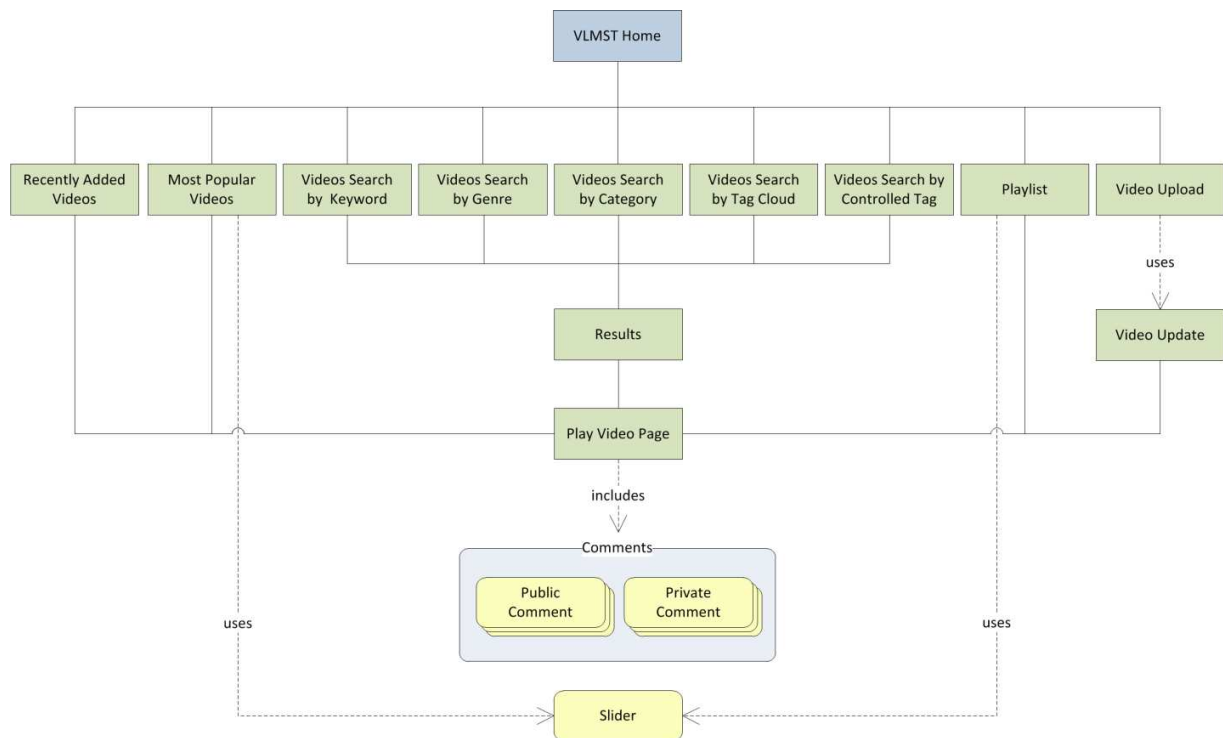 VLMST Home
Recently Added
Videos
Most Popular
Videos
Videos Search
by Keyword
Videos Search
by Genre
Videos Search
by Category
Videos Search
by Tag Cloud
Videos Search by
Controlled Tag
Playlist
Video Upload
uses
Results
Video Update
Play Video Page
includes
Comments
Public
Comment
Private
Comment
uses
uses
Slider